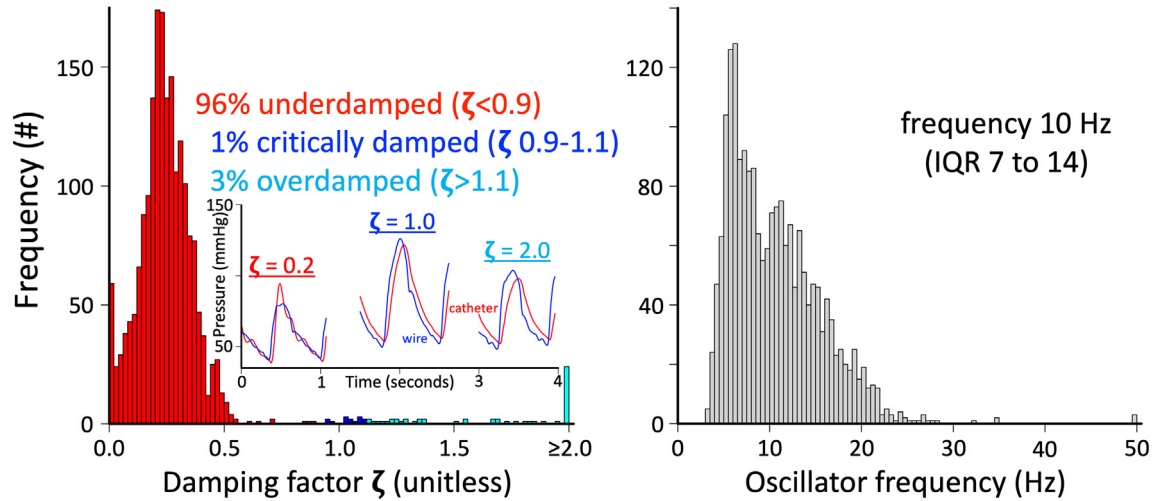 Frequency (#)
150
100
50
0
96% underdamped (ζ<0.9)
1% critically damped (ζ 0.9-1.1)
3% overdamped (ζ>1.1)
Pressure (mmHg)
150
50
ζ = 0.2
ζ = 1.0
ζ = 2.0
catheter
wire
0
1
Time (seconds)
3
4
0.0
0.5
1.0
1.5
≥2.0
Damping factor ζ (unitless)
120
80
40
0
frequency 10 Hz
(IQR 7 to 14)
0
10
20
30
40
50
Oscillator frequency (Hz)